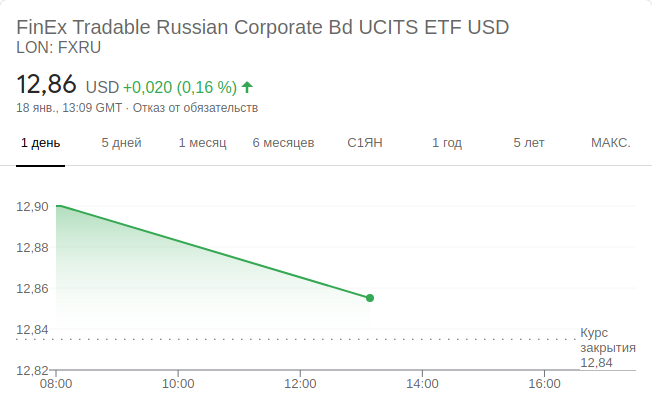 FinEx Tradable Russian Corporate Bd UCITS ETF USD
LON: FXRU
12,86 USD +0,020 (0,16 %)
18 янв., 13:09 GMT · Отказ от обязательств
1 день 5 дней 1 месяц 6 месяцев С1ЯН 1 год 5 лет МАКС.
12,90
12,88
12,86
12,84
12,82
Курс
закрытия
12,84
08:00 10:00 12:00 14:00 16:00